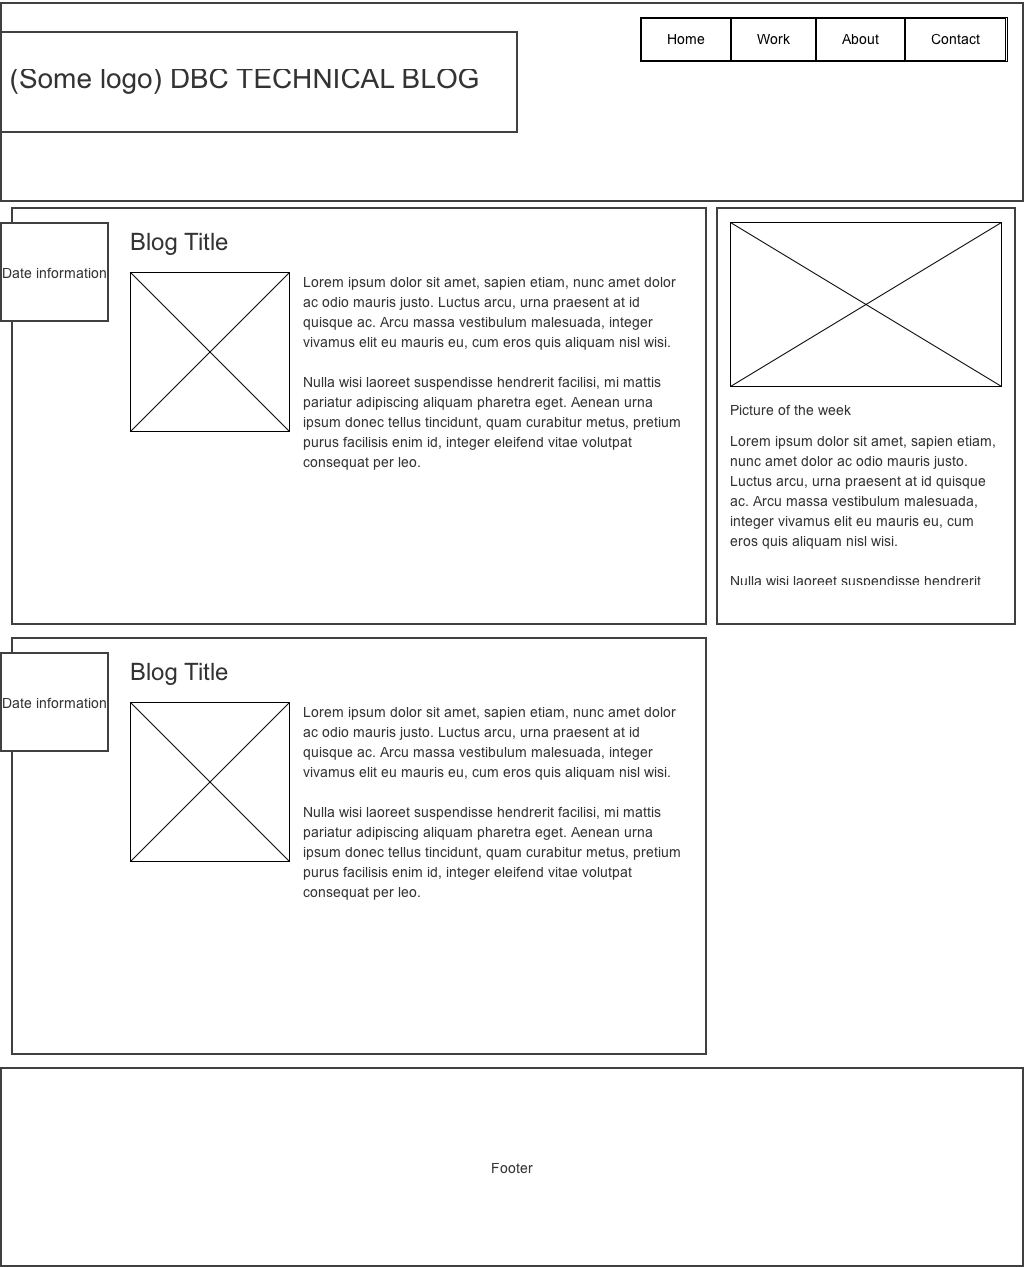 Home Work About Contact
(Some logo) DBC TECHNICAL BLOG
Date information
Blog Title
Lorem ipsum dolor sit amet, sapien etiam, nunc amet dolor
ac odio mauris justo. Luctus arcu, urna praesent at id
quisque ac. Arcu massa vestibulum malesuada, integer
vivamus elit eu mauris eu, cum eros quis aliquam nisl wisi.
Nulla wisi laoreet suspendisse hendrerit facilisi, mi mattis
pariatur adipiscing aliquam pharetra eget. Aenean urna
ipsum donec tellus tincidunt, quam curabitur metus, pretium
purus facilisis enim id, integer eleifend vitae volutpat
consequat per leo.
Picture of the week
Lorem ipsum dolor sit amet, sapien etiam,
nunc amet dolor ac odio mauris justo.
Luctus arcu, urna praesent at id quisque
ac. Arcu massa vestibulum malesuada,
integer vivamus elit eu mauris eu, cum
eros quis aliquam nisl wisi.
Nulla wisi laoreet suspendisse hendrerit
Date information
Blog Title
Lorem ipsum dolor sit amet, sapien etiam, nunc amet dolor
ac odio mauris justo. Luctus arcu, urna praesent at id
quisque ac. Arcu massa vestibulum malesuada, integer
vivamus elit eu mauris eu, cum eros quis aliquam nisl wisi.
Nulla wisi laoreet suspendisse hendrerit facilisi, mi mattis
pariatur adipiscing aliquam pharetra eget. Aenean urna
ipsum donec tellus tincidunt, quam curabitur metus, pretium
purus facilisis enim id, integer eleifend vitae volutpat
consequat per leo.
Footer